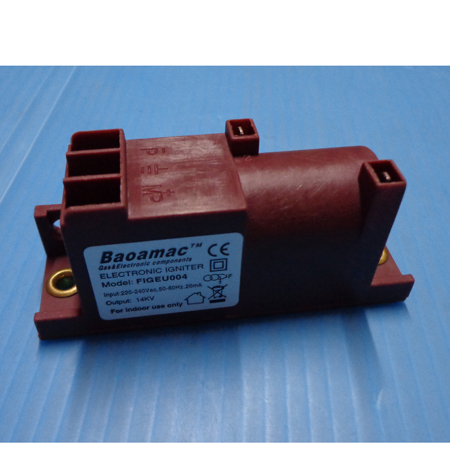 Baoamac™ CE
Gas&Electronic components
ELECTRONIC IGNITER
Model: FIGEU004
Input:220-240Vac,50-60Hz,20mA
Output: 14KV
For indoor use only